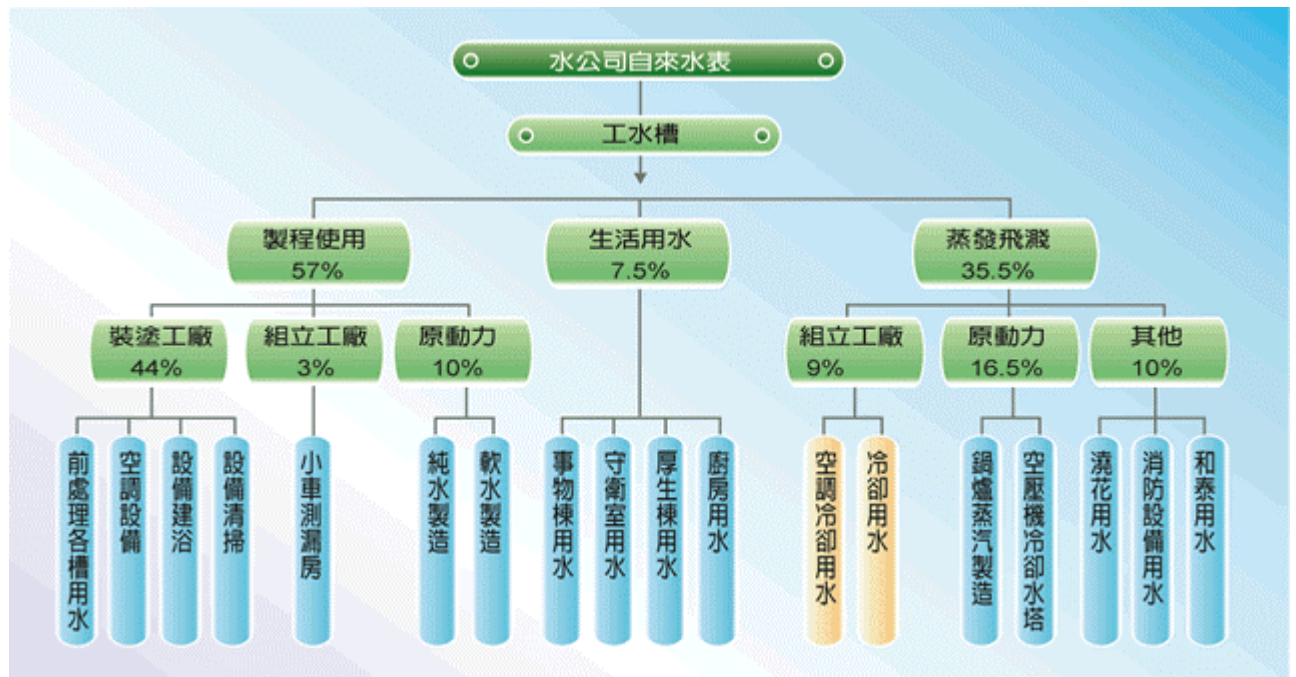 水公司自來水表
工水槽
製程使用
57%
生活用水
7.5%
蒸發飛濺
35.5%
裝塗工廠
44%
組立工廠
3%
原動力
10%
組立工廠
9%
原動力
16.5%
其他
10%
前處理各槽用水
空調設備
設備建浴
設備清掃
小車測漏房
純水製造
軟水製造
事物棟用水
守衛室用水
厚生棟用水
廚房用水
空調冷卻用水
冷卻用水
鍋爐蒸汽製造
空壓機冷卻水塔
澆花用水
消防設備用水
和泰用水